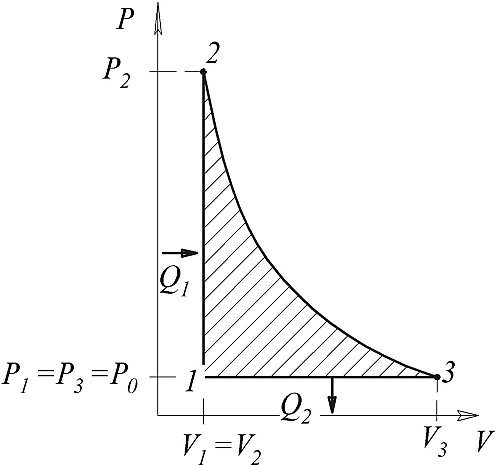 P
2
P2
Q1
P1 = P3 = P0
1
3
Q2
V1 = V2
V3
V